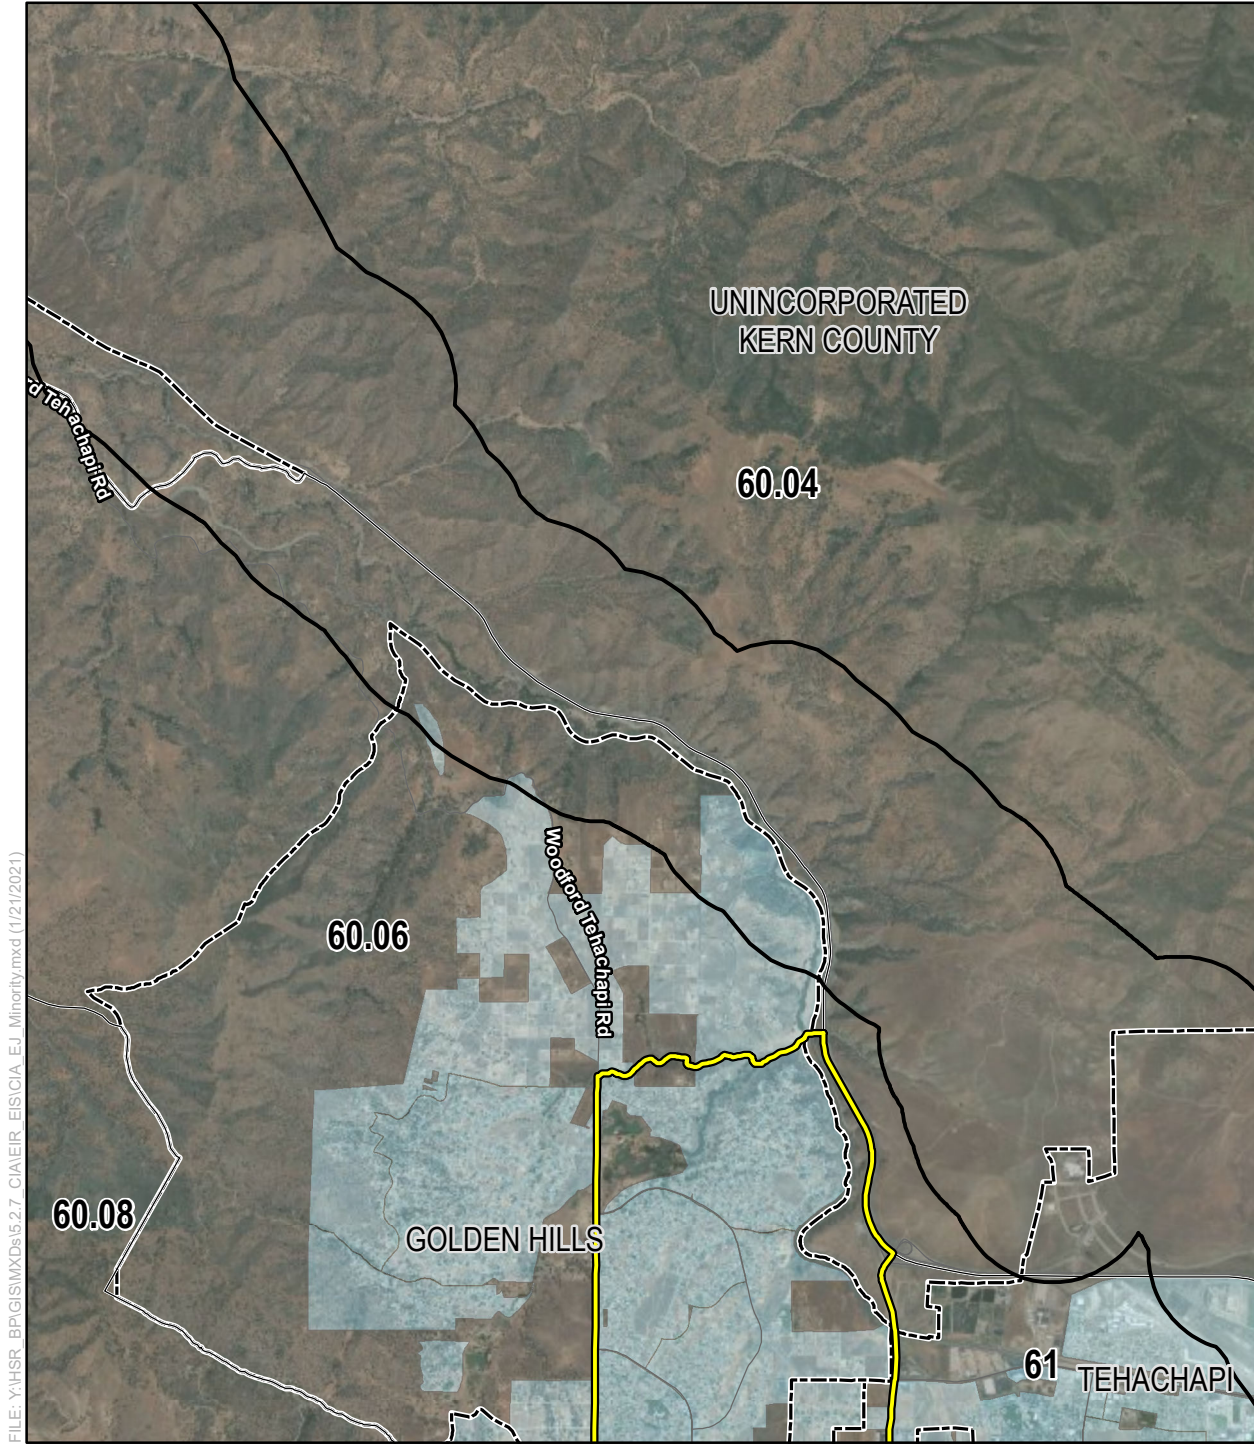 UNINCORPORATED
KERN COUNTY
rd Tehachapi Rd
60.04
Woodford Tehachapi Rd
60.06
60.08
GOLDEN HILLS
61
TEHACHAPI
FILE: Y:\HSR_BP\GIS\MXDs\5.2.7_CIA\EIR_EIS\CIA_EJ_Minority.mxd (1/21/2021)